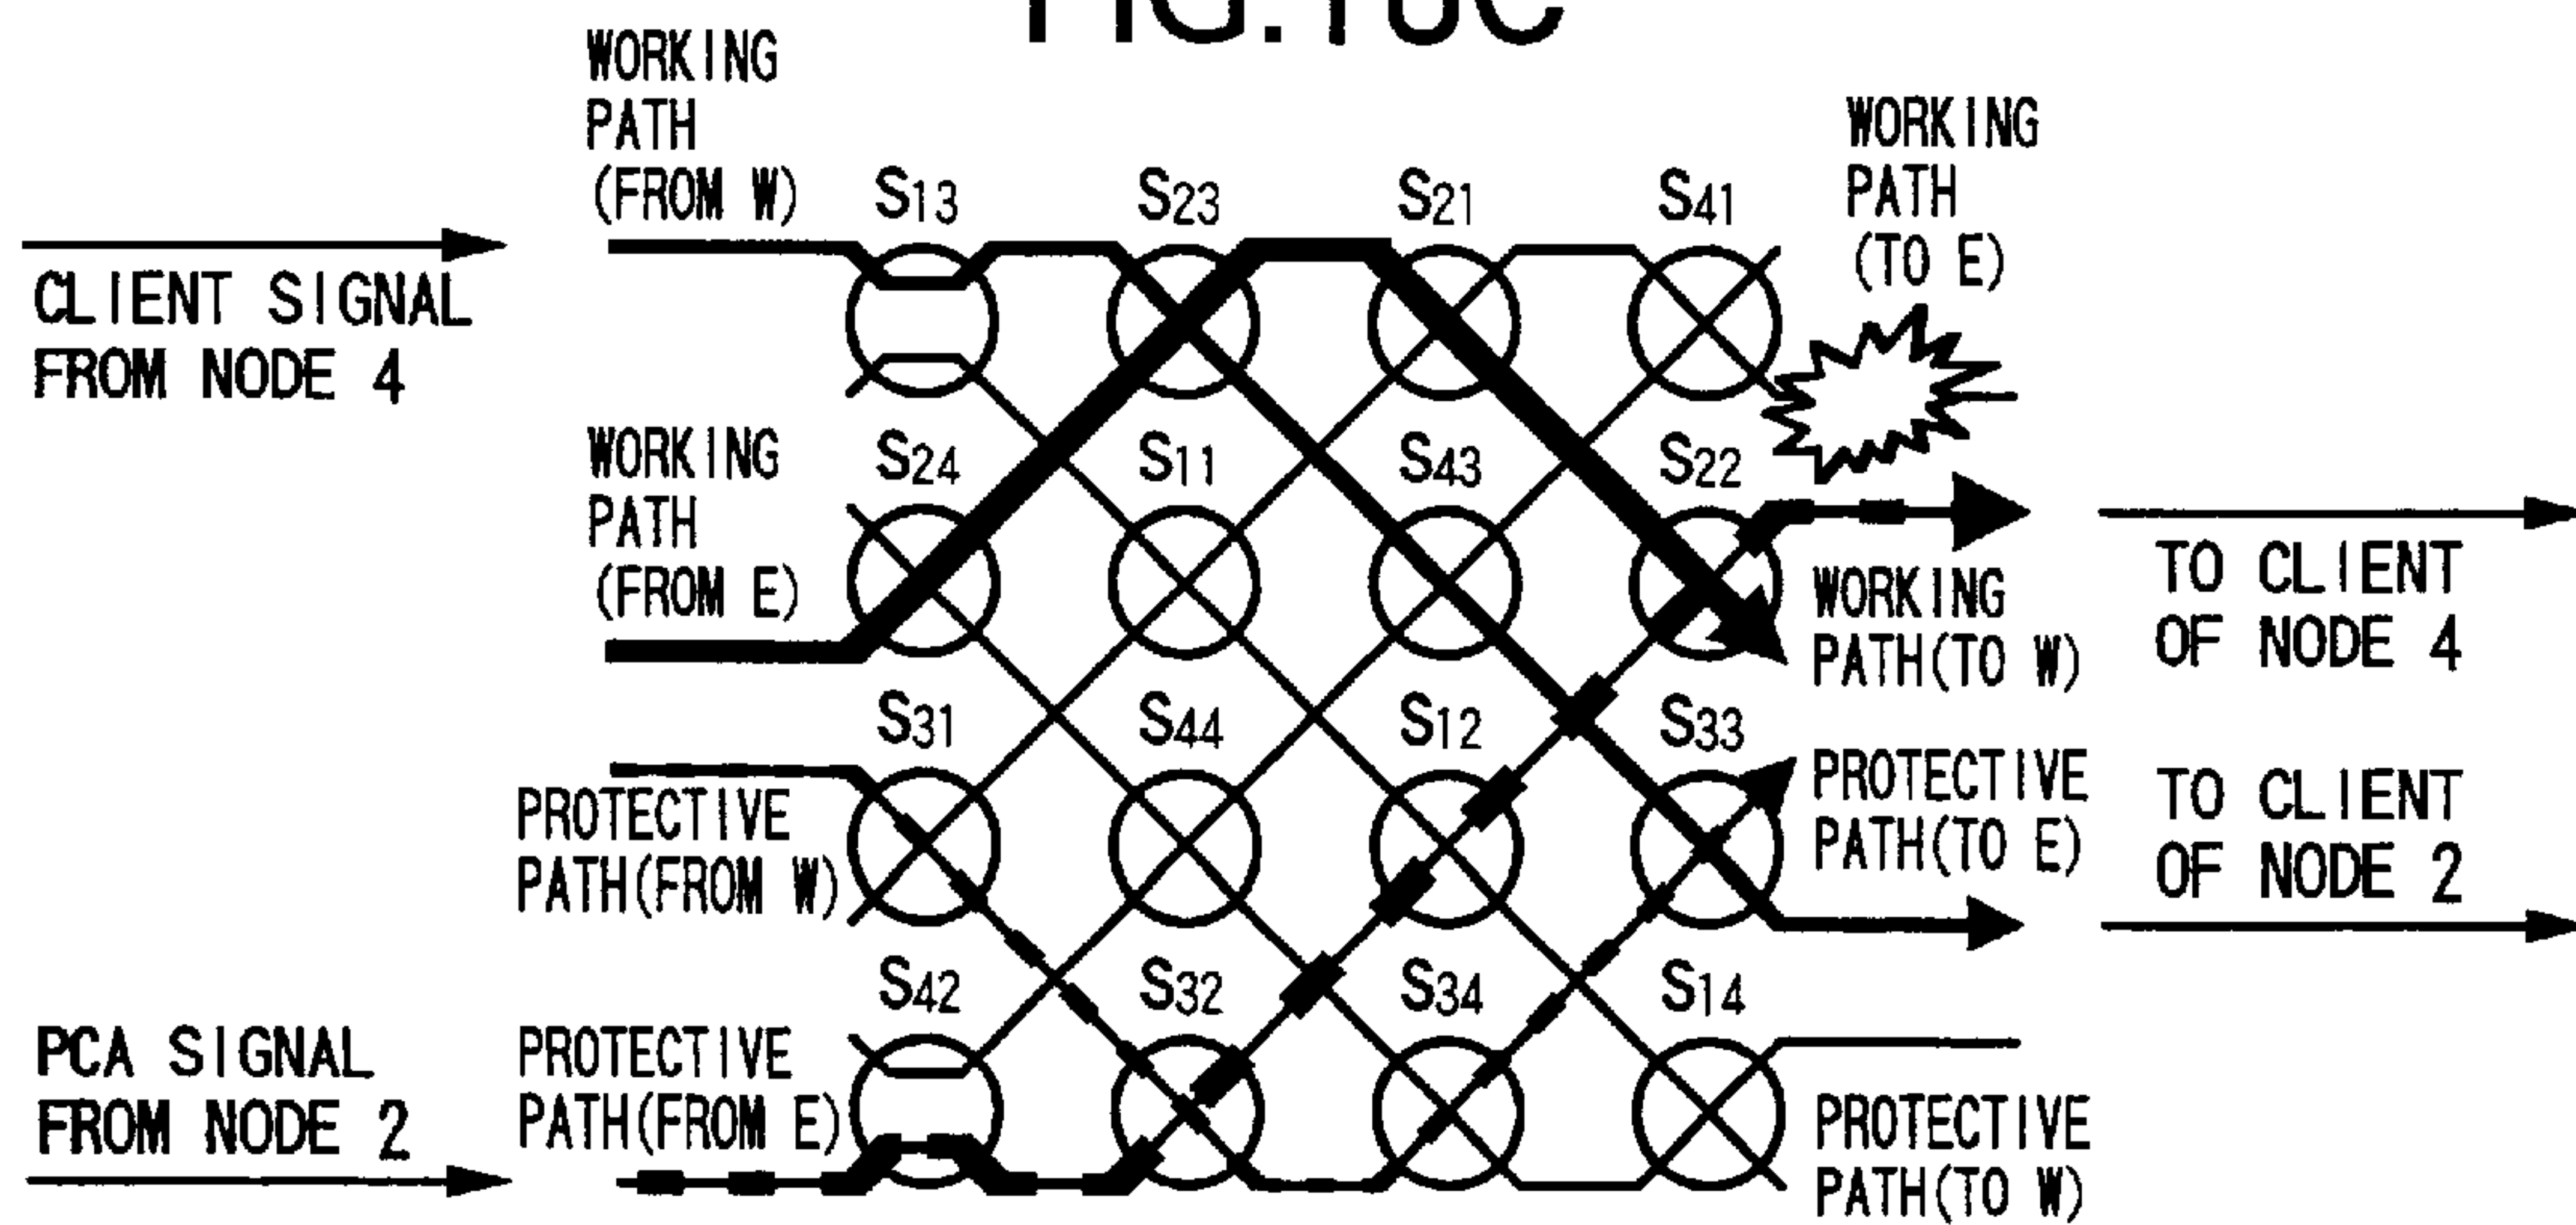 WORKING
PATH
(FROM W)
CLIENT SIGNAL
FROM NODE 4
S13
S23
S21
S41
WORKING
PATH
(TO E)
WORKING
PATH
(FROM E)
S24
S11
S43
S22
WORKING
PATH(TO W)
TO CLIENT
OF NODE 4
S31
S44
S12
S33
PROTECTIVE
PATH(FROM W)
PROTECTIVE
PATH(TO E)
TO CLIENT
OF NODE 2
S42
S32
S34
S14
PCA SIGNAL
FROM NODE 2
PROTECTIVE
PATH(FROM E)
PROTECTIVE
PATH(TO W)